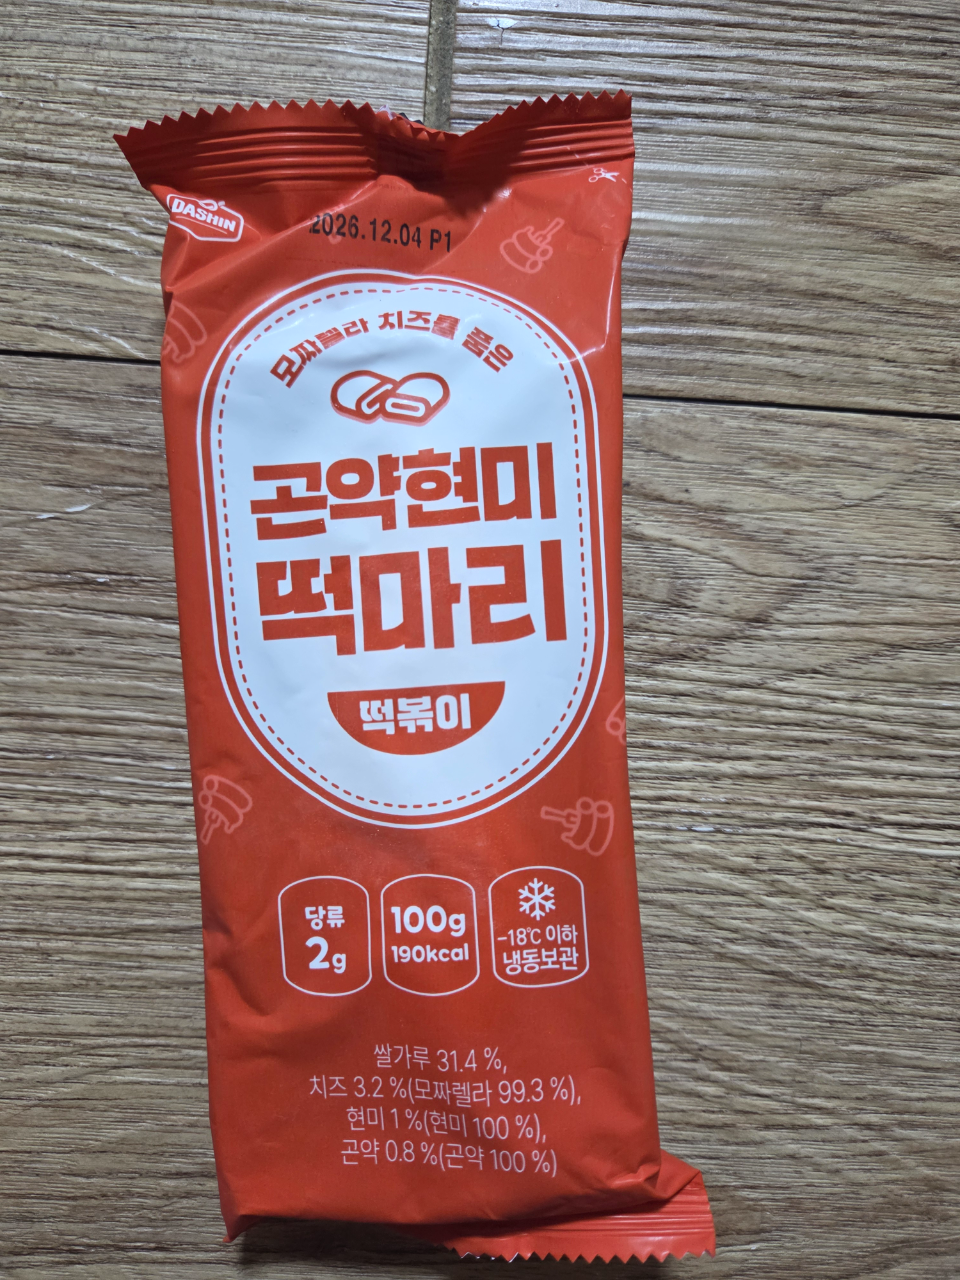 DASHIN
2026.12.04 P1
모짜렐라 치즈를 품은
곤약현미
떡마리
떡볶이
당류
2g
100g
190kcal
-18℃ 이하
냉동보관
쌀가루 31.4 %,
치즈 3.2 %(모짜렐라 99.3 %),
현미 1 %(현미 100 %),
곤약 0.8 %(곤약 100 %)